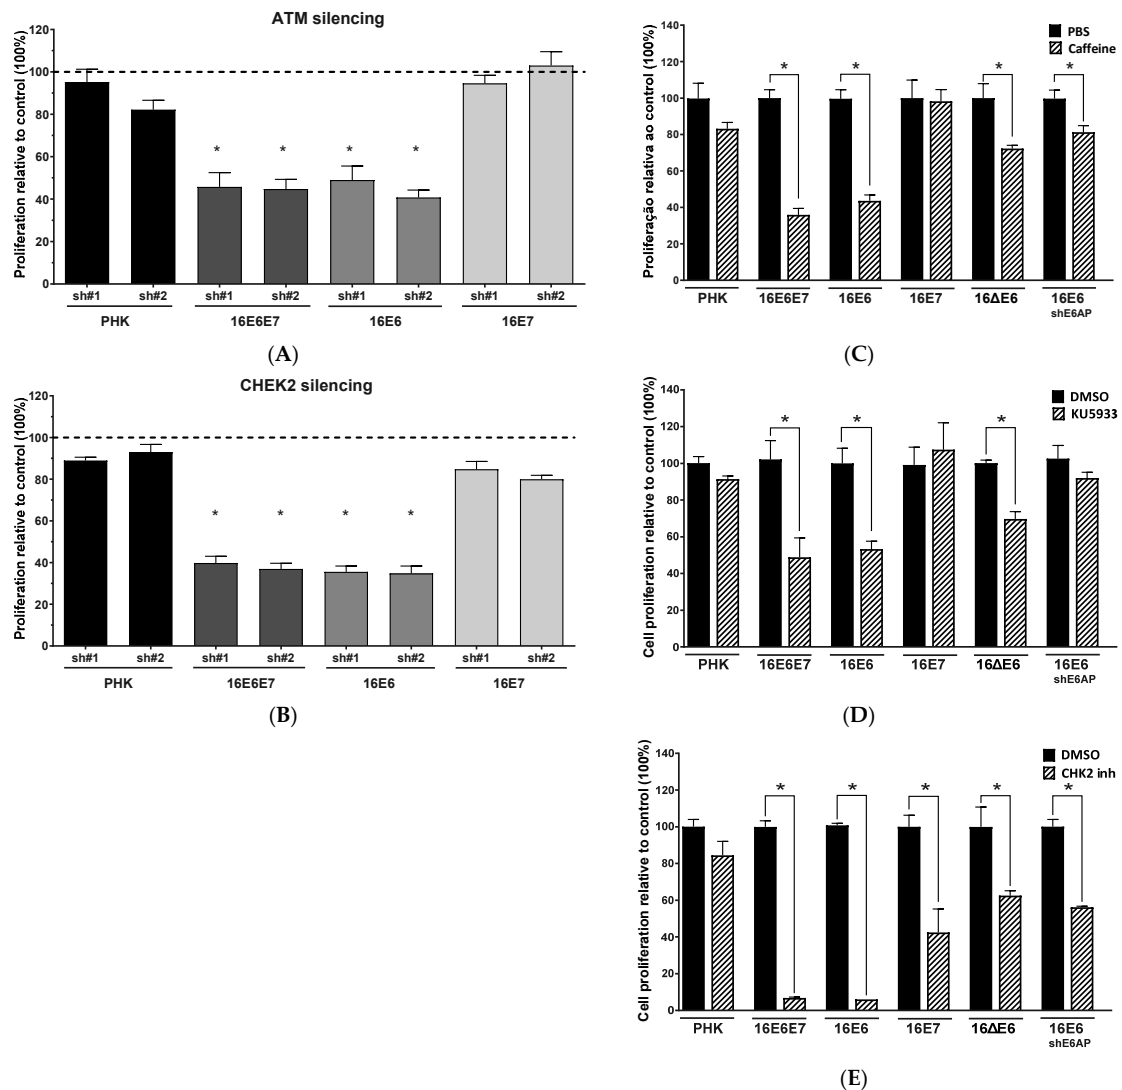 ATM silencing
Proliferation relative to control (100%)
120
100
80
60
40
20
0
* * * *
sh#1 sh#2 sh#1 sh#2 sh#1 sh#2 sh#1 sh#2
PHK 16E6E7 16E6 16E7
(A)
CHEK2 silencing
Proliferation relative to control (100%)
120
100
80
60
40
20
0
* * * *
sh#1 sh#2 sh#1 sh#2 sh#1 sh#2 sh#1 sh#2
PHK 16E6E7 16E6 16E7
(B)
Proliferação relativa ao control (100%)
PBS
Caffeine
140
120
100
80
60
40
20
0
* * * *
PHK 16E6E7 16E6 16E7 16ΔE6 16E6
shE6AP
(C)
Cell proliferation relative to control (100%)
DMSO
KU5933
140
120
100
80
60
40
20
0
* * *
PHK 16E6E7 16E6 16E7 16ΔE6 16E6
shE6AP
(D)
Cell proliferation relative to control (100%)
DMSO
CHK2 inh
140
120
100
80
60
40
20
0
* * * * *
PHK 16E6E7 16E6 16E7 16ΔE6 16E6
shE6AP
(E)